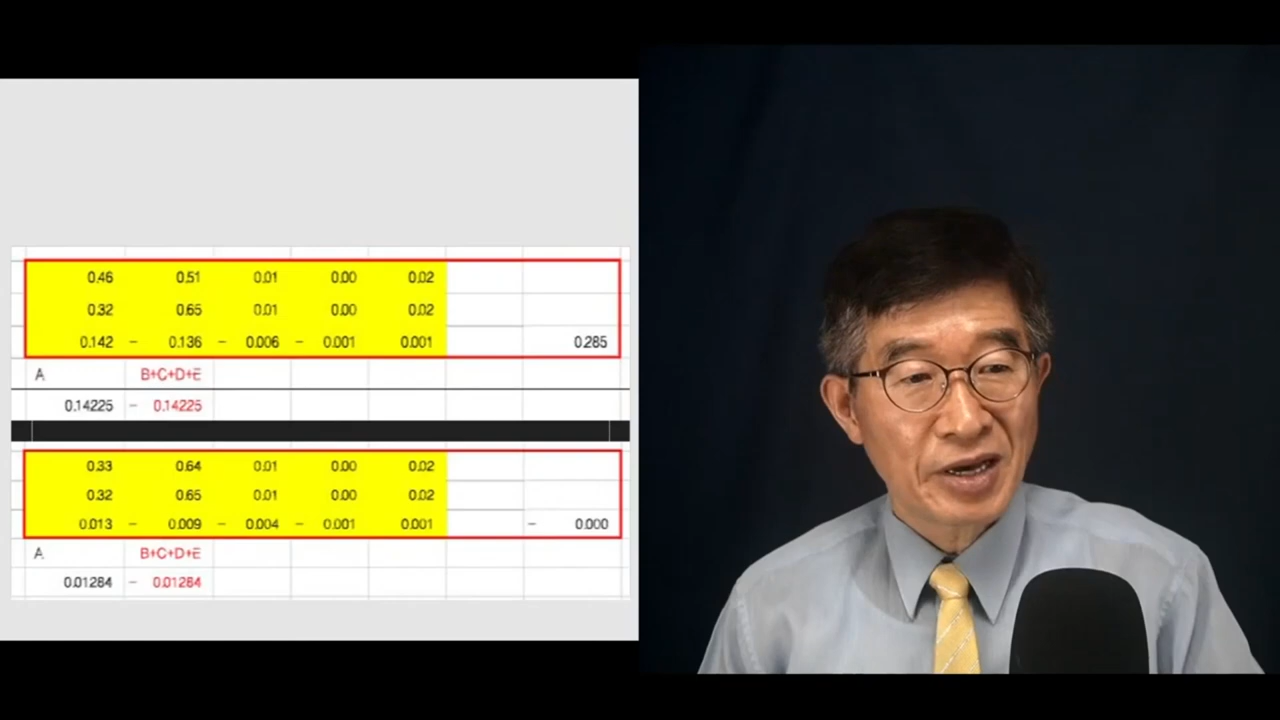 0.46 0.51 0.01 0.00 0.02
0.32 0.65 0.01 0.00 0.02
0.142 - 0.136 - 0.006 - 0.001 0.001 0.285
A B+C+D+E
0.14225 - 0.14225
0.33 0.64 0.01 0.00 0.02
0.32 0.65 0.01 0.00 0.02
0.013 - 0.009 - 0.004 - 0.001 0.001 - 0.000
A B+C+D+E
0.01284 - 0.01284